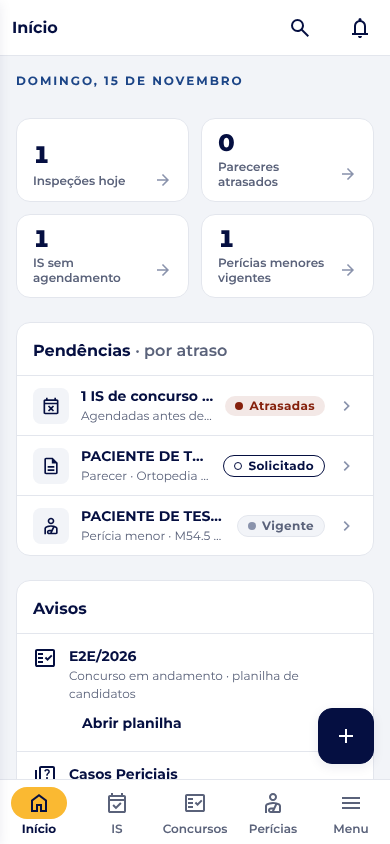 Início
DOMINGO, 15 DE NOVEMBRO
1
Inspeções hoje
0
Pareceres
atrasados
1
IS sem
agendamento
1
Perícias menores
vigentes
Pendências · por atraso
1 IS de concurso ...
Atrasadas
Agendadas antes de...
PACIENTE DE T...
Solicitado
Parecer · Ortopedia ...
PACIENTE DE TES...
Vigente
Perícia menor · M54.5 ...
Avisos
E2E/2026
Concurso em andamento · planilha de
candidatos
Abrir planilha
Casos Periciais
Início
IS
Concursos
Perícias
Menu